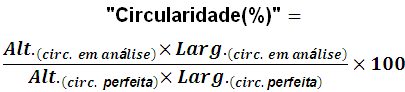 "Circularidade(%)" =
Alt.(circ. em análise) × Larg.(circ. em análise)
Alt.(circ. perfeita) × Larg.(circ. perfeita)
× 100